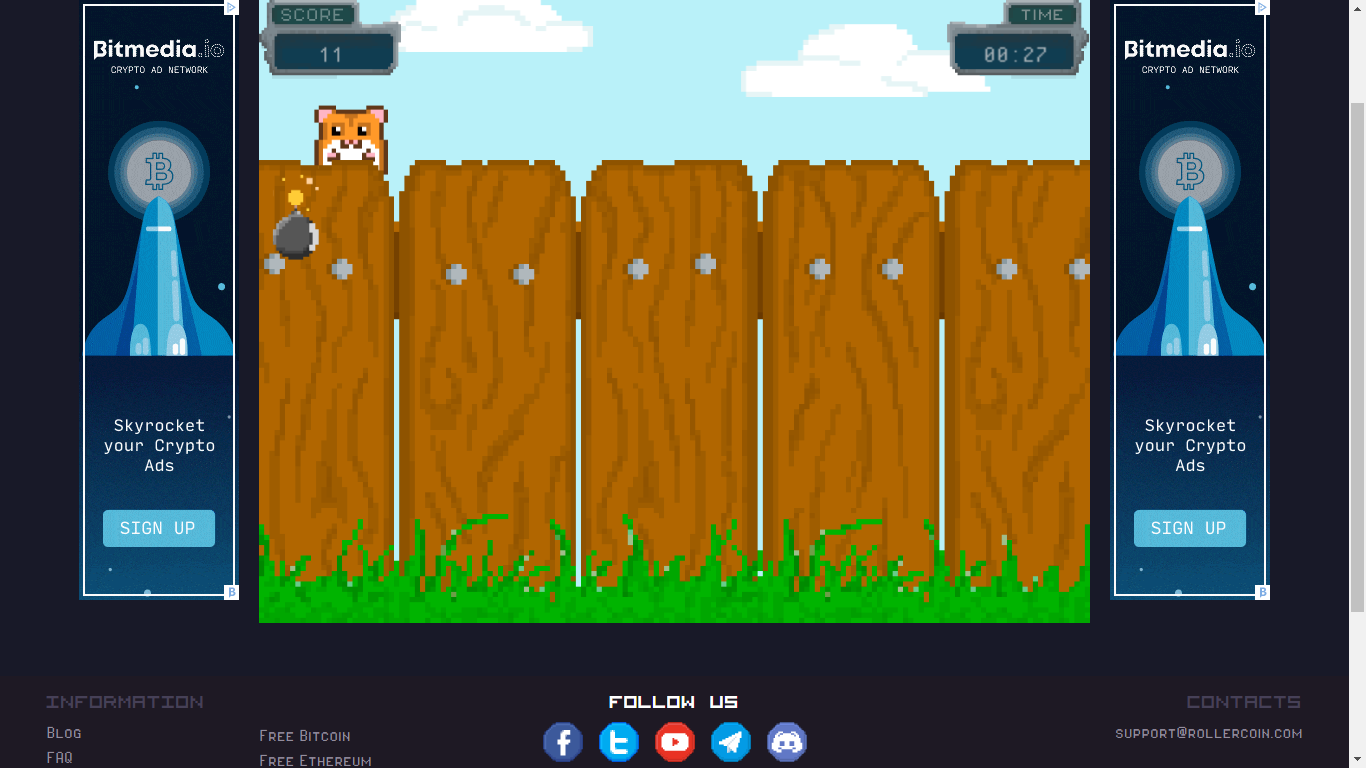 Bitmedia.io
CRYPTO AD NETWORK
Skyrocket
your Crypto
Ads
SIGN UP
B
SCORE
11
TIME
00:27
Bitmedia.io
CRYPTO AD NETWORK
Skyrocket
your Crypto
Ads
SIGN UP
B
INFORMATION
Blog
FAQ
Free Bitcoin
Free Ethereum
FOLLOW US
CONTACTS
support@rollercoin.com